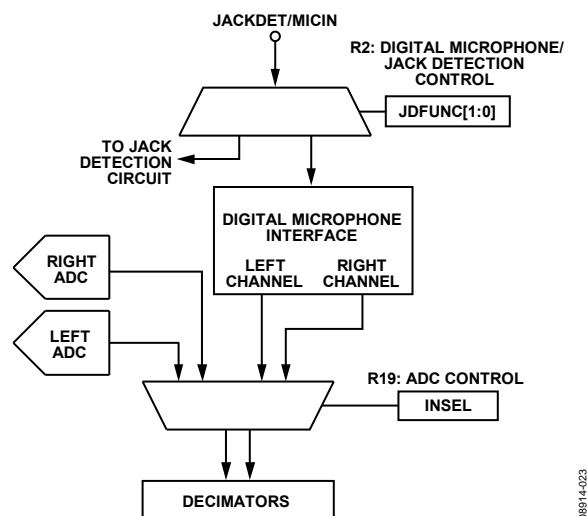 JACKDET/MICIN
R2: DIGITAL MICROPHONE/
JACK DETECTION
CONTROL
JDFUNC[1:0]
TO JACK
DETECTION
CIRCUIT
DIGITAL MICROPHONE
INTERFACE
LEFT
CHANNEL
RIGHT
CHANNEL
RIGHT
ADC
LEFT
ADC
R19: ADC CONTROL
INSEL
DECIMATORS
08914-023